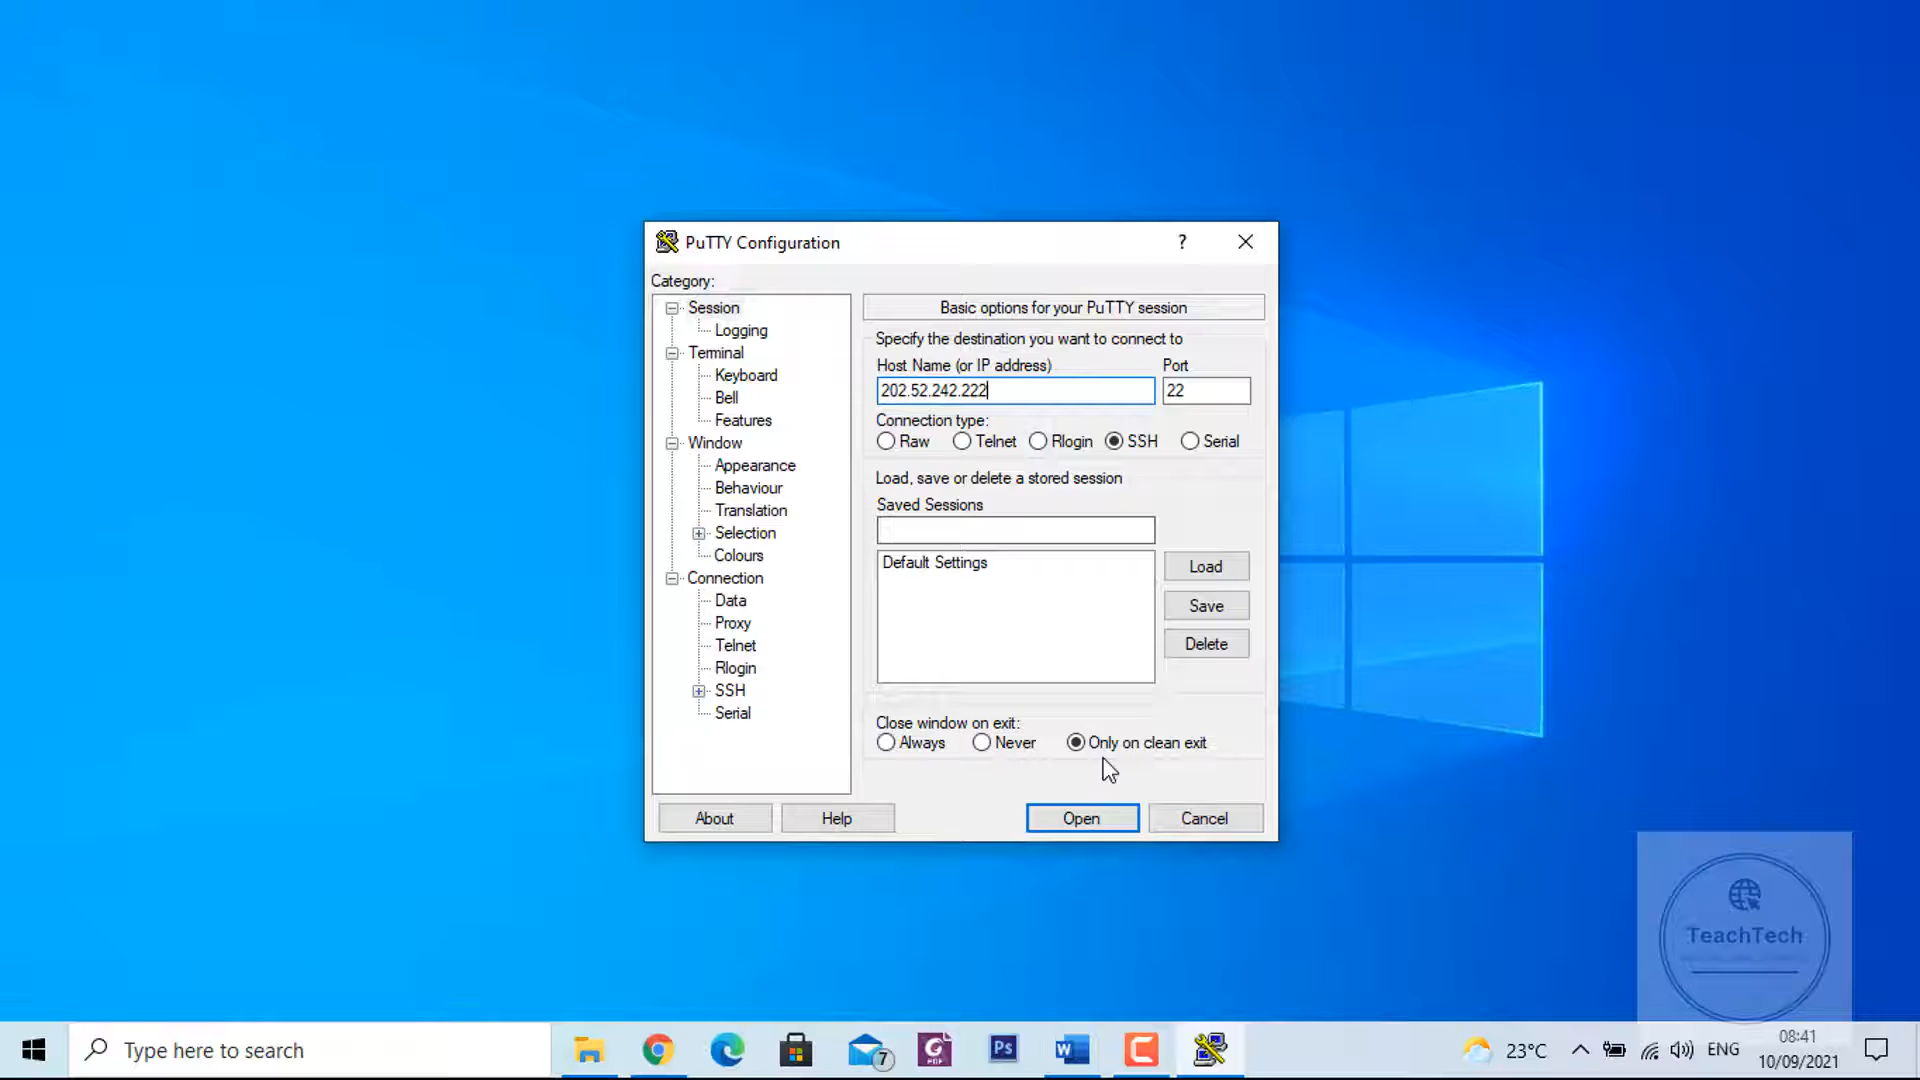 PuTTY Configuration
?
Category:
Session
Logging
Terminal
Keyboard
Bell
Features
Window
Appearance
Behaviour
Translation
Selection
Colours
Connection
Data
Proxy
Telnet
Rlogin
SSH
Serial
Basic options for your PuTTY session
Specify the destination you want to connect to
Host Name (or IP address) Port
202.52.242.222 22
Connection type:
Raw Telnet Rlogin SSH Serial
Load, save or delete a stored session
Saved Sessions
Default Settings
Load
Save
Delete
Close window on exit:
Always Never Only on clean exit
About Help Open Cancel
TeachTech
Type here to search
7
PDF
Ps
W
23°C
ENG
08:41
10/09/2021